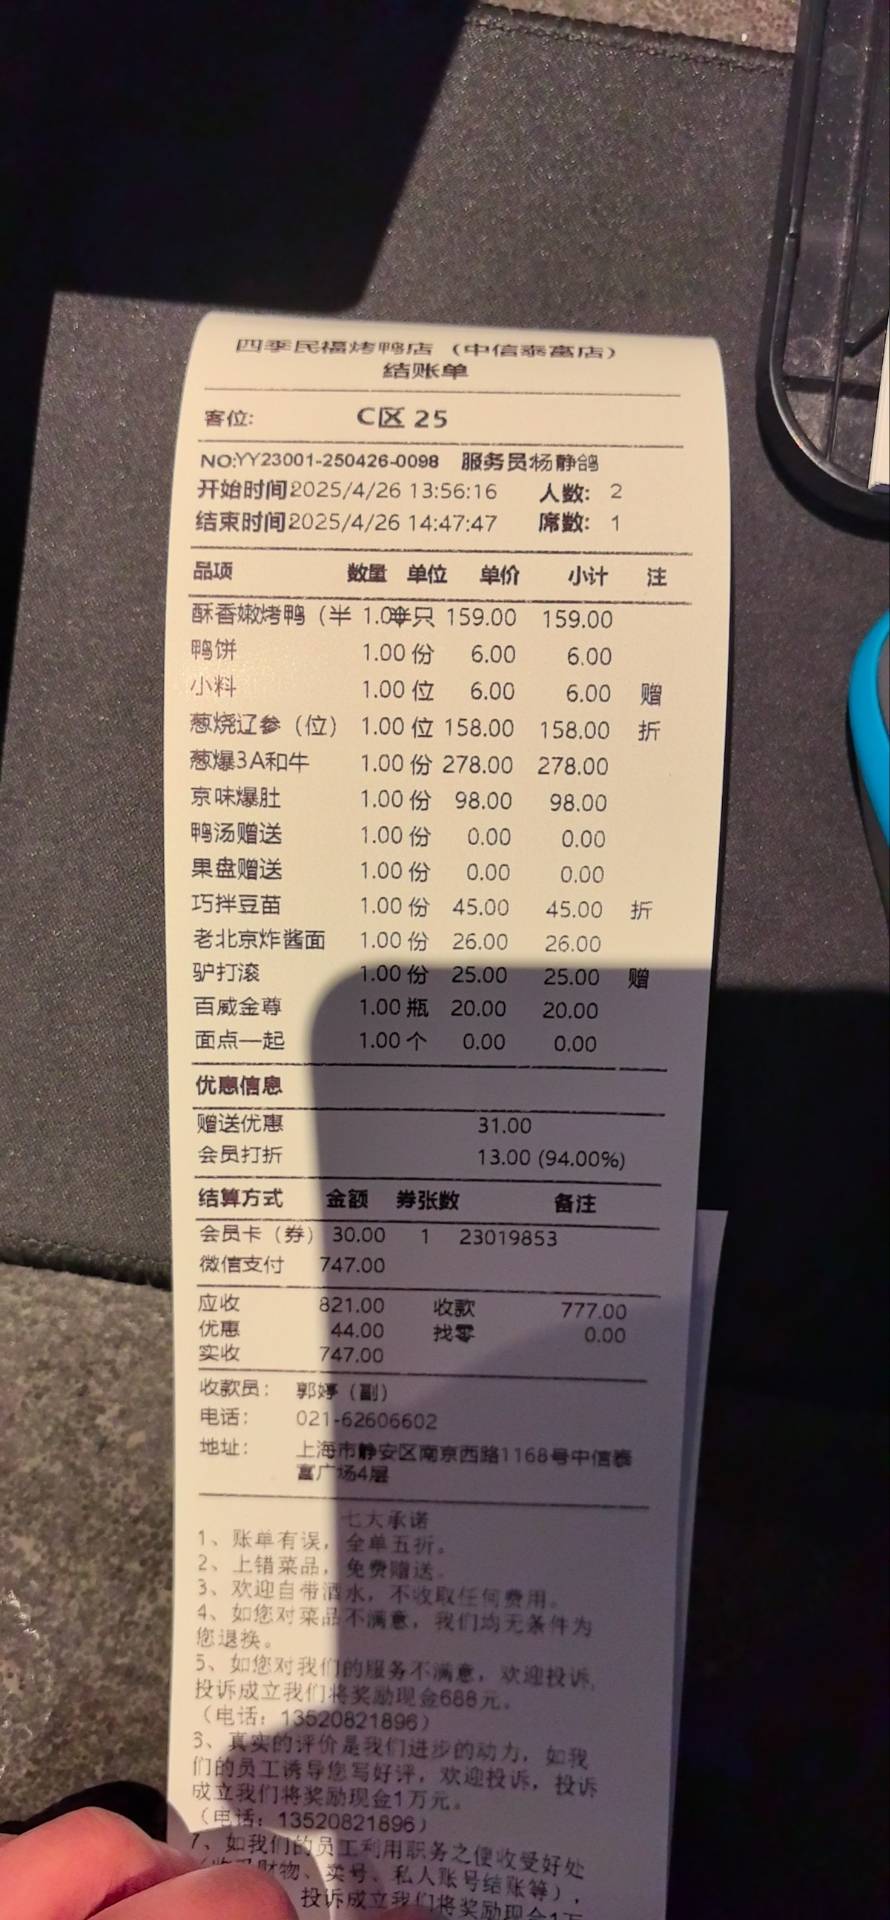 四季民福烤鸭店（中信泰富店）
结账单
客位: C区 25
NO:YY23001-250426-0098 服务员:杨静鸽
开始时间2025/4/26 13:56:16 人数: 2
结束时间2025/4/26 14:47:47 席数: 1
品项 数量 单位 单价 小计 注
酥香嫩烤鸭（半 1.00半只 159.00 159.00
鸭饼 1.00 份 6.00 6.00
小料 1.00 位 6.00 6.00 赠
葱烧辽参（位） 1.00 位 158.00 158.00 折
葱爆3A和牛 1.00 份 278.00 278.00
京味爆肚 1.00 份 98.00 98.00
鸭汤赠送 1.00 份 0.00 0.00
果盘赠送 1.00 份 0.00 0.00
巧拌豆苗 1.00 份 45.00 45.00 折
老北京炸酱面 1.00 份 26.00 26.00
驴打滚 1.00 份 25.00 25.00 赠
百威金尊 1.00 瓶 20.00 20.00
面点一起 1.00 个 0.00 0.00
优惠信息
赠送优惠 31.00
会员打折 13.00 (94.00%)
结算方式 金额 券张数 备注
会员卡（券） 30.00 1 23019853
微信支付 747.00
应收 821.00 收款 777.00
优惠 44.00 找零 0.00
实收 747.00
收款员: 郭婷（副）
电话: 021-62606602
地址: 上海市静安区南京西路1168号中信泰
富广场4层
七大承诺
1、账单有误，全单五折。
2、上错菜品，免费赠送。
3、欢迎自带酒水，不收取任何费用。
4、如您对菜品不满意，我们均无条件为
您退换。
5、如您对我们的服务不满意，欢迎投诉，
投诉成立我们将奖励现金688元。
（电话：13520821896）
6、真实的评价是我们进步的动力，如我
们的员工诱导您写好评，欢迎投诉，投诉
成立我们将奖励现金1万元。
（电话：13520821896）
7、如我们的员工利用职务之便收受好处
财物、卖号、私人账号结账等），
投诉成立我们将奖励现金1万